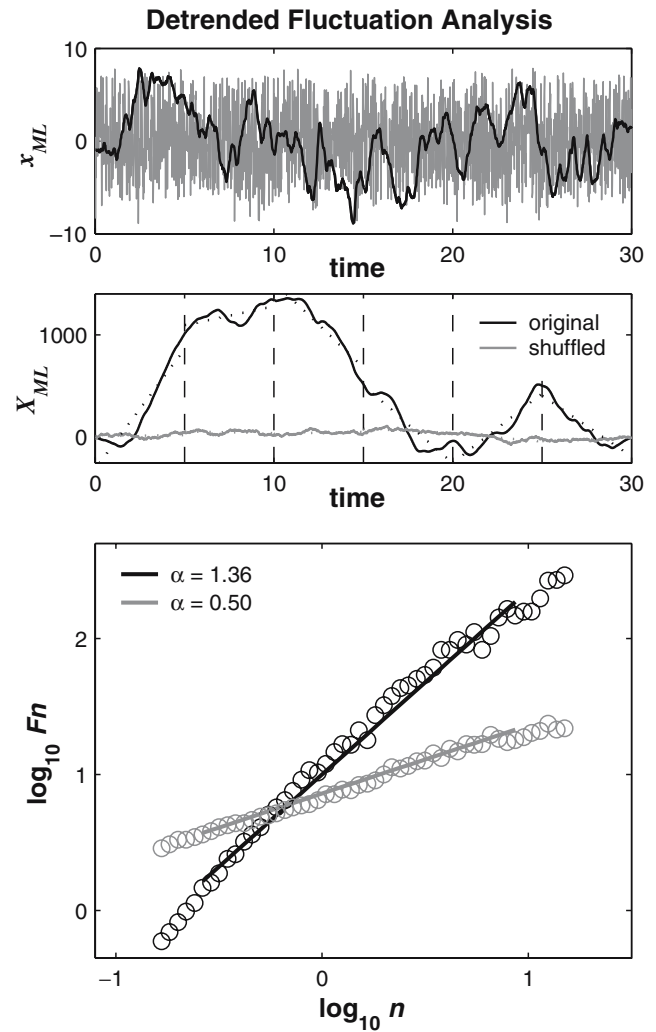 Detrended Fluctuation Analysis
10
0
−10
x_ML
0 10 20 30
time
1000
0
X_ML
original
shuffled
0 10 20 30
time
α = 1.36
α = 0.50
2
1
0
log₁₀ Fn
−1 0 1
log₁₀ n